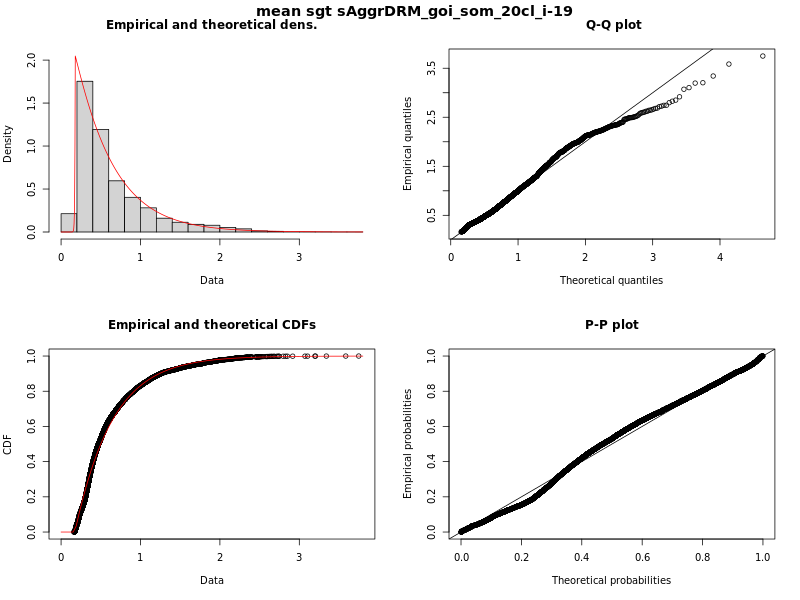 mean sgt sAggrDRM_goi_som_20cl_i-19
Empirical and theoretical dens.
Density
0.0 0.5 1.0 1.5 2.0
0 1 2 3
Data
Q-Q plot
Empirical quantiles
0.5 1.5 2.5 3.5
0 1 2 3 4
Theoretical quantiles
Empirical and theoretical CDFs
CDF
0.0 0.2 0.4 0.6 0.8 1.0
0 1 2 3
Data
P-P plot
Empirical probabilities
0.0 0.2 0.4 0.6 0.8 1.0
0.0 0.2 0.4 0.6 0.8 1.0
Theoretical probabilities